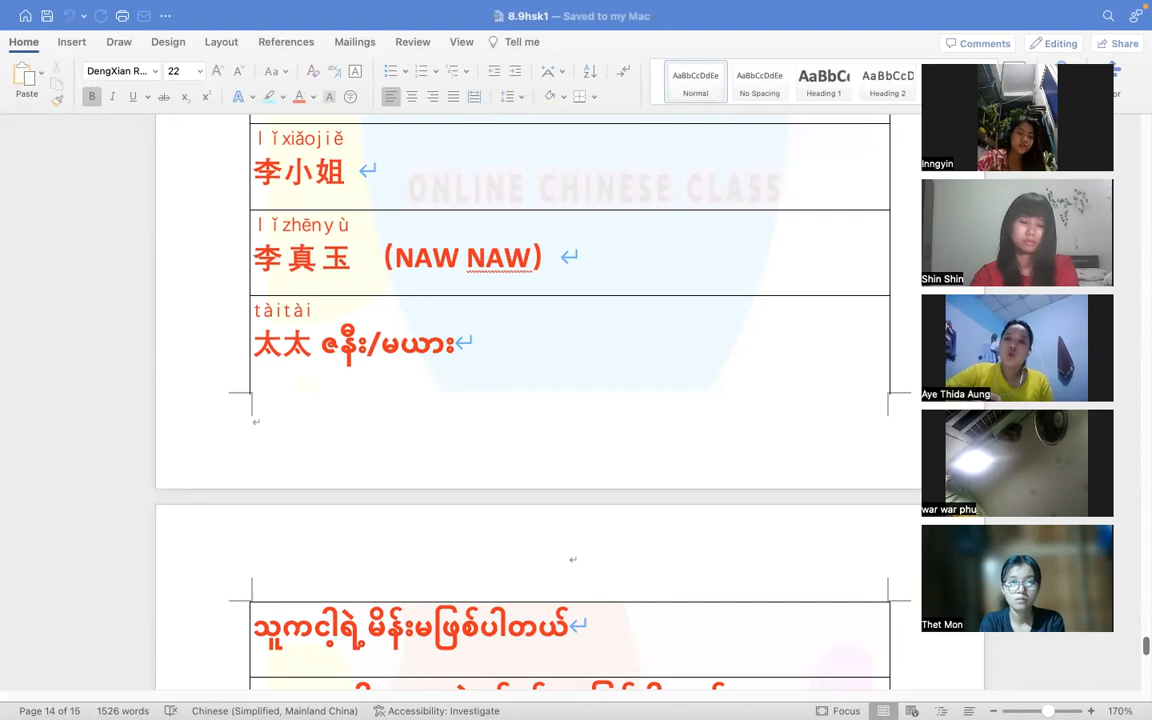 8.9hsk1 — Saved to my Mac
Home Insert Draw Design Layout References Mailings Review View Tell me
Comments Editing Share
Paste
DengXian R... 22
AaBbCcDdEe AaBbCcDdEe AaBbC AaBbCcD
Normal No Spacing Heading 1 Heading 2
lǐxiǎojiě
李小姐
ONLINE CHINESE CLASS
lǐzhēnyù
李真玉 (NAW NAW)
tàitài
太太 ဇနီး/မယား
သူကငါ့ရဲ့မိန်းမဖြစ်ပါတယ်
Inngyin
Shin Shin
Aye Thida Aung
war war phu
Thet Mon
Page 14 of 15 1526 words Chinese (Simplified, Mainland China) Accessibility: Investigate Focus 170%